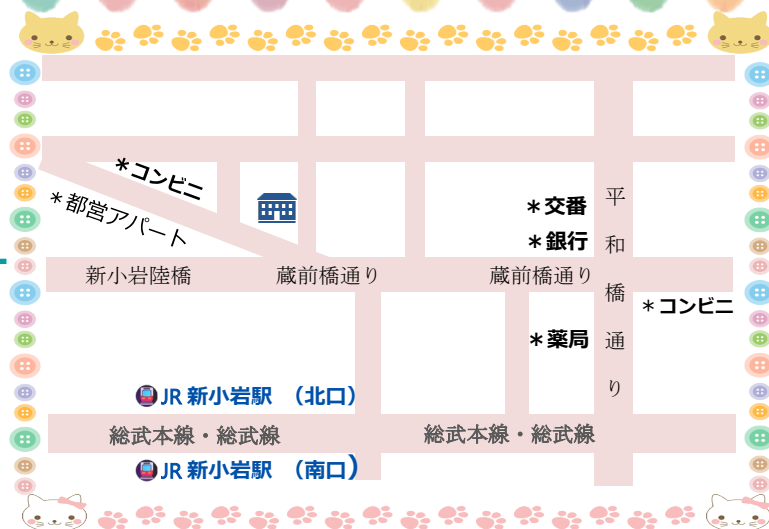 *コンビニ
*都営アパート
*交番
*銀行
平和橋通り
新小岩陸橋
蔵前橋通り
蔵前橋通り
*コンビニ
*薬局
JR 新小岩駅 (北口)
総武本線・総武線
総武本線・総武線
JR 新小岩駅 (南口)